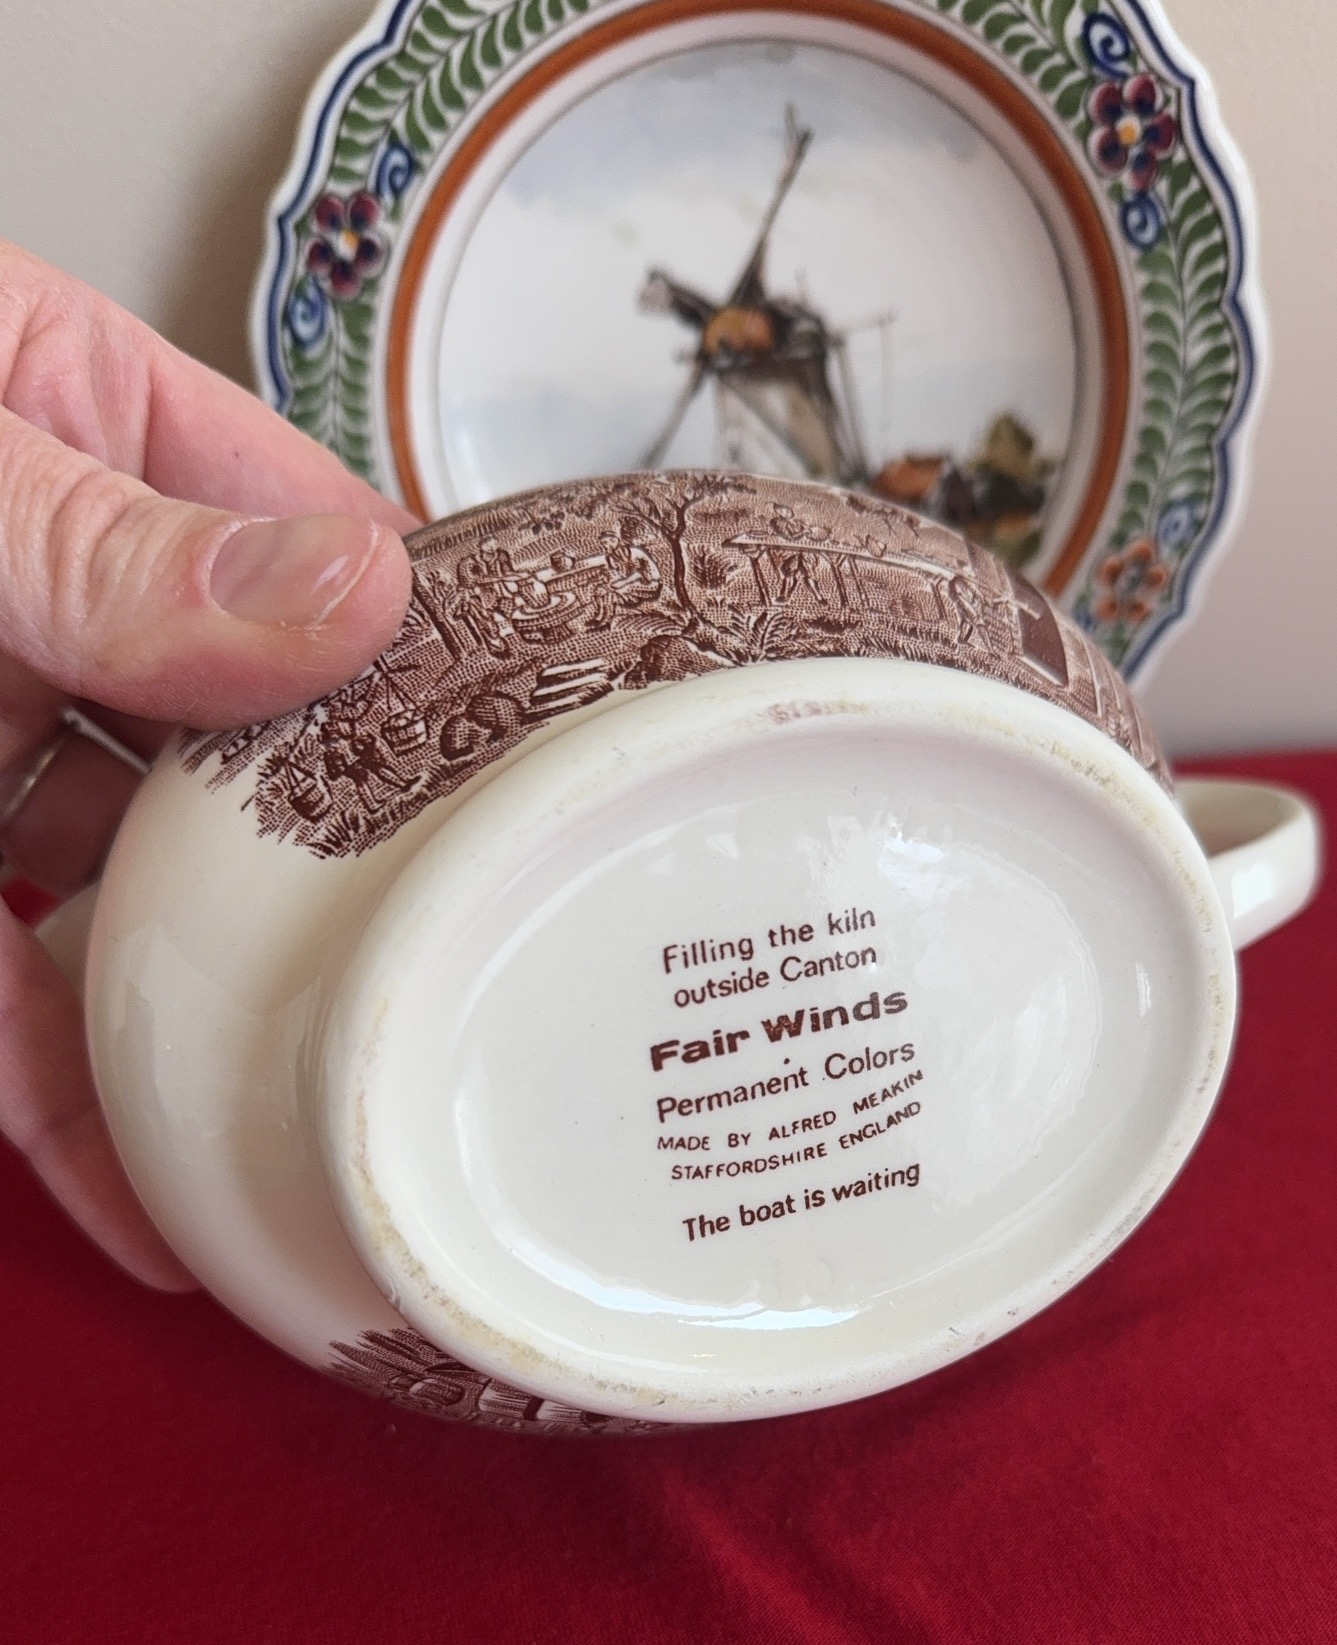 Filling the kiln
outside Canton
Fair Winds
Permanent Colors
MADE BY ALFRED MEAKIN
STAFFORDSHIRE ENGLAND
The boat is waiting